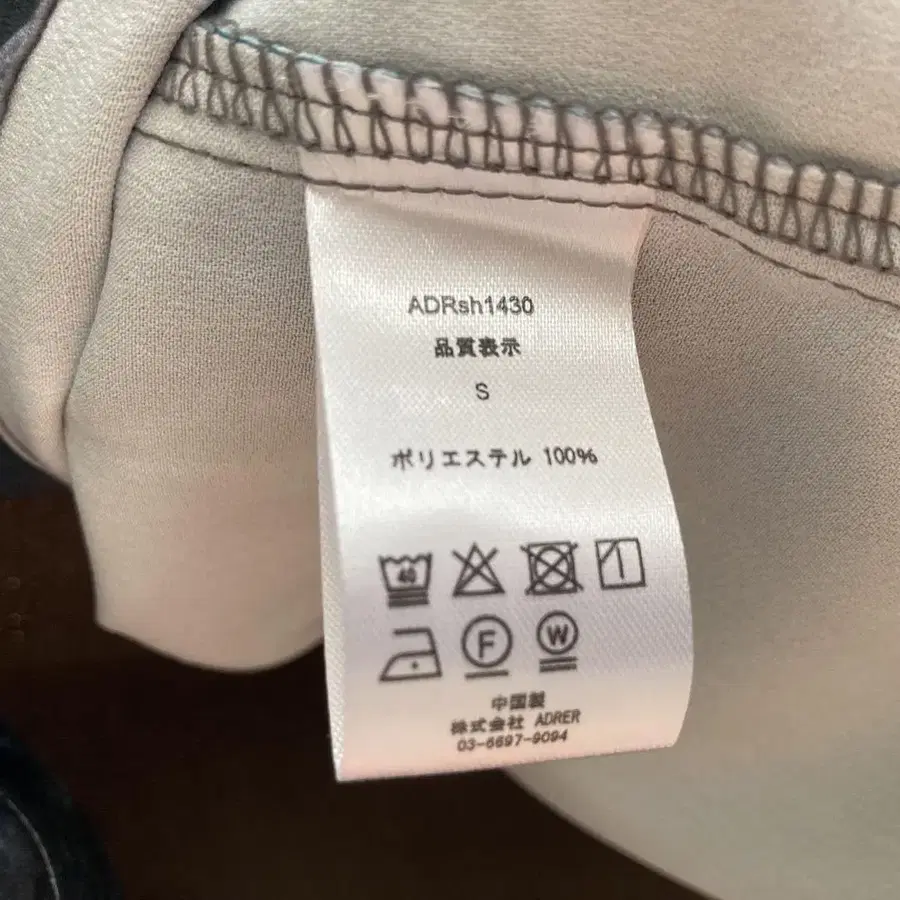 ADRsh1430
品質表示
S
ポリエステル 100%
40
F W
中国製
株式会社 ADRER
03-6697-9094